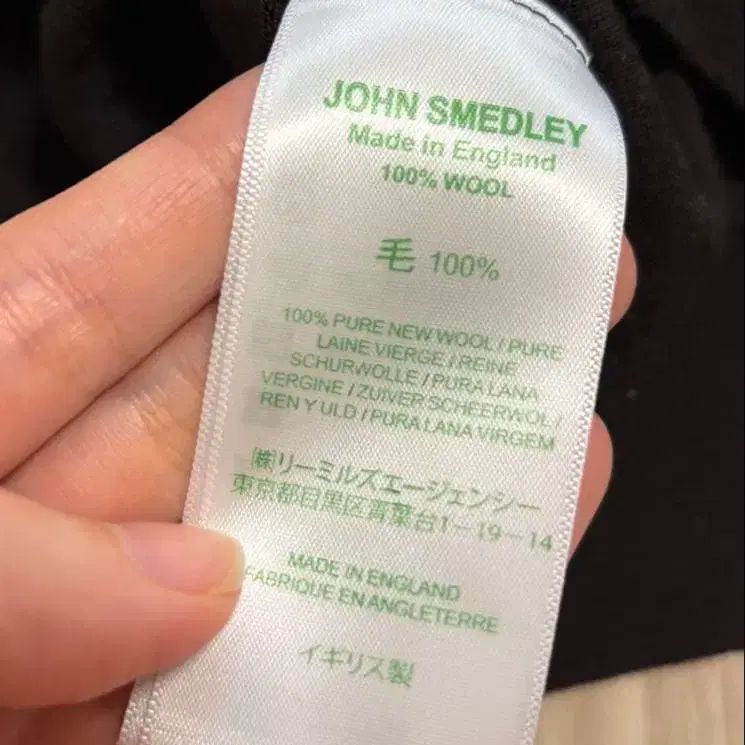 JOHN SMEDLEY
Made in England
100% WOOL
毛 100%
100% PURE NEW WOOL / PURE
LAINE VIERGE / REINE
SCHURWOLLE / PURA LANA
VERGINE / ZUIVER SCHEERWOL /
REN Y ULD / PURA LANA VIRGEM
㈱リーミルズエージェンシー
東京都目黒区青葉台1-19-14
MADE IN ENGLAND
FABRIQUE EN ANGLETERRE
イギリス製